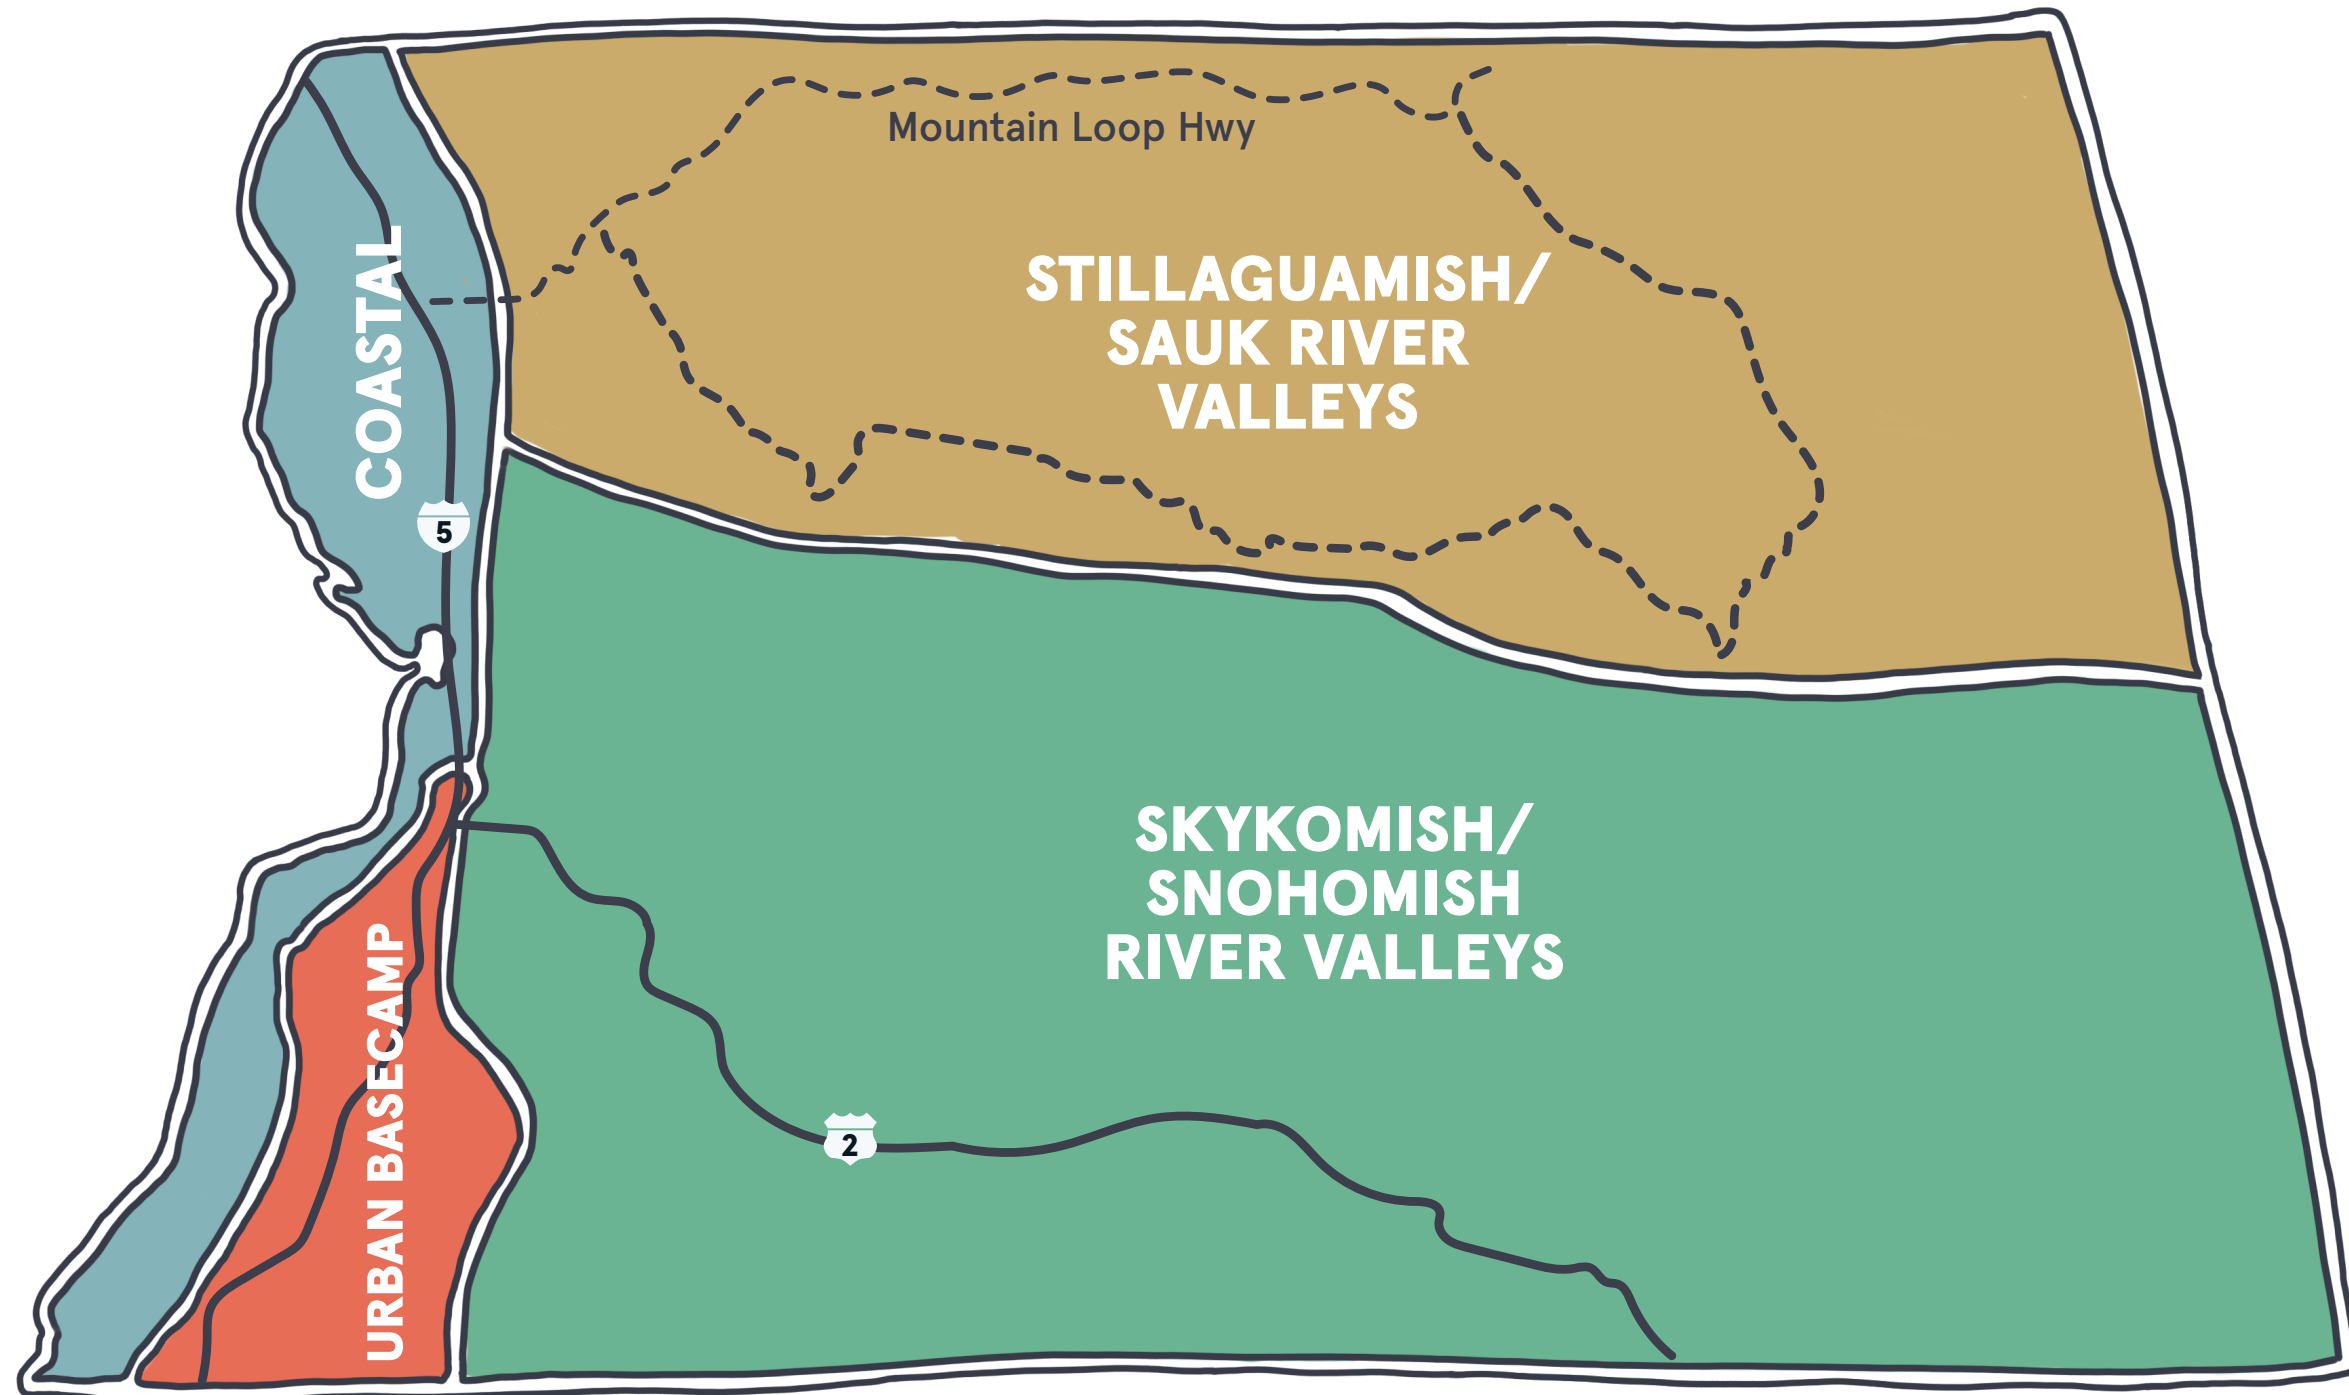 Mountain Loop Hwy
STILLAGUAMISH/
SAUK RIVER
VALLEYS
COASTAL
5
SKYKOMISH/
SNOHOMISH
RIVER VALLEYS
URBAN BASECAMP
2